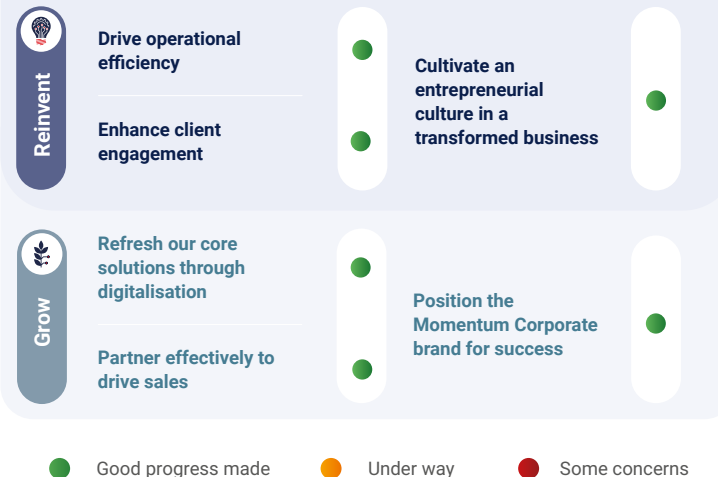 Reinvent
Drive operational
efficiency
Enhance client
engagement
Cultivate an
entrepreneurial
culture in a
transformed business
Grow
Refresh our core
solutions through
digitalisation
Partner effectively to
drive sales
Position the
Momentum Corporate
brand for success
Good progress made
Under way
Some concerns